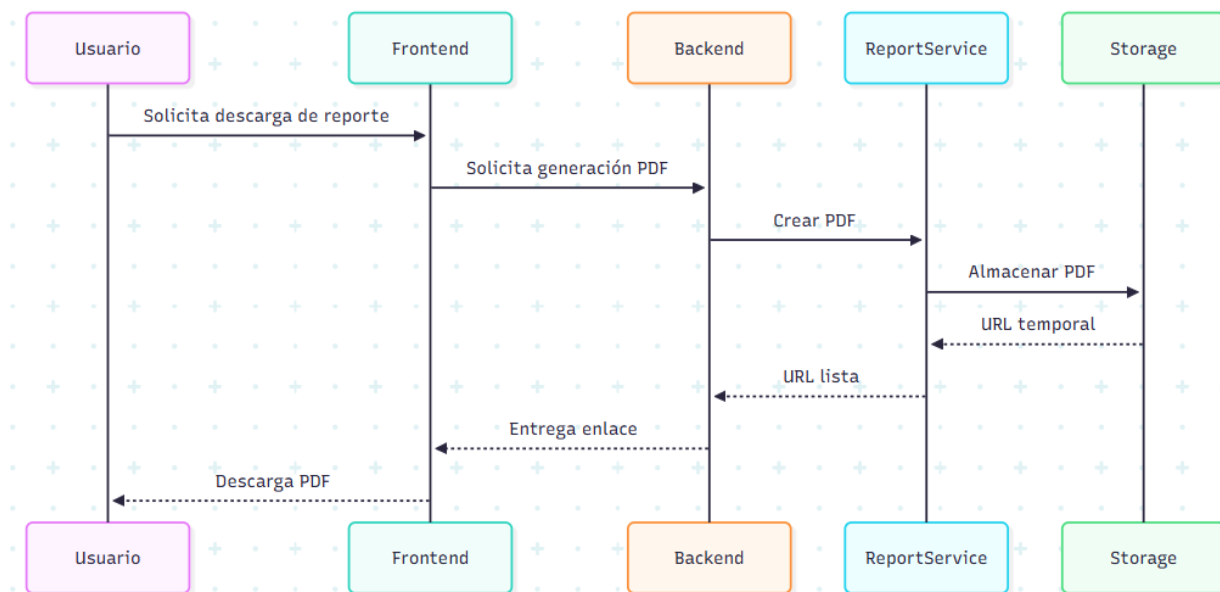 Usuario
Frontend
Backend
ReportService
Storage
Solicita descarga de reporte
Solicita generación PDF
Crear PDF
Almacenar PDF
URL temporal
URL lista
Entrega enlace
Descarga PDF
Usuario
Frontend
Backend
ReportService
Storage